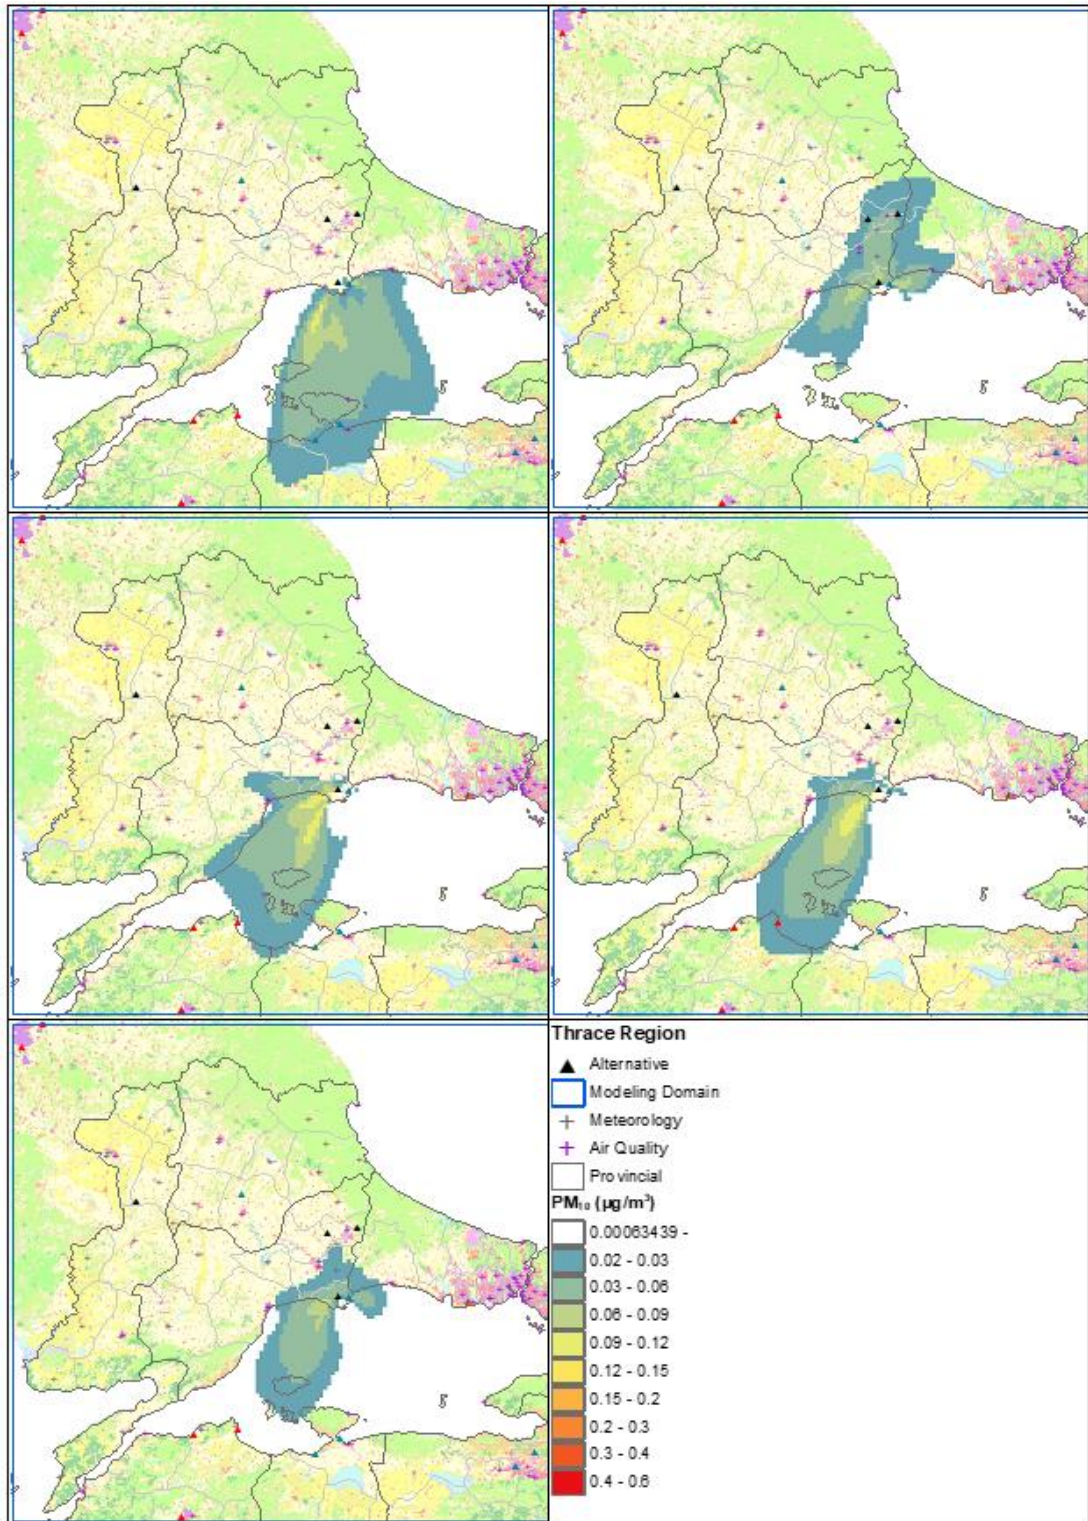 Thrace Region
Alternative
Modeling Domain
Meteorology
Air Quality
Provincial
PM₁₀ (µg/m³)
0.00063439 -
0.02 - 0.03
0.03 - 0.06
0.06 - 0.09
0.09 - 0.12
0.12 - 0.15
0.15 - 0.2
0.2 - 0.3
0.3 - 0.4
0.4 - 0.6